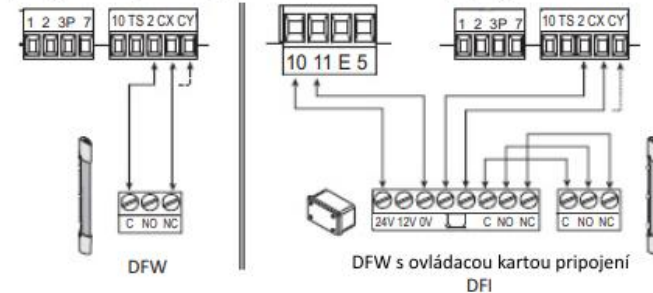 1 2 3P 7
10 TS 2 CX CY
C NO NC
DFW
10 11 E 5
1 2 3P 7
10 TS 2 CX CY
24V 12V 0V
C NO NC
C NO NC
DFW s ovládacou kartou pripojení
DFI